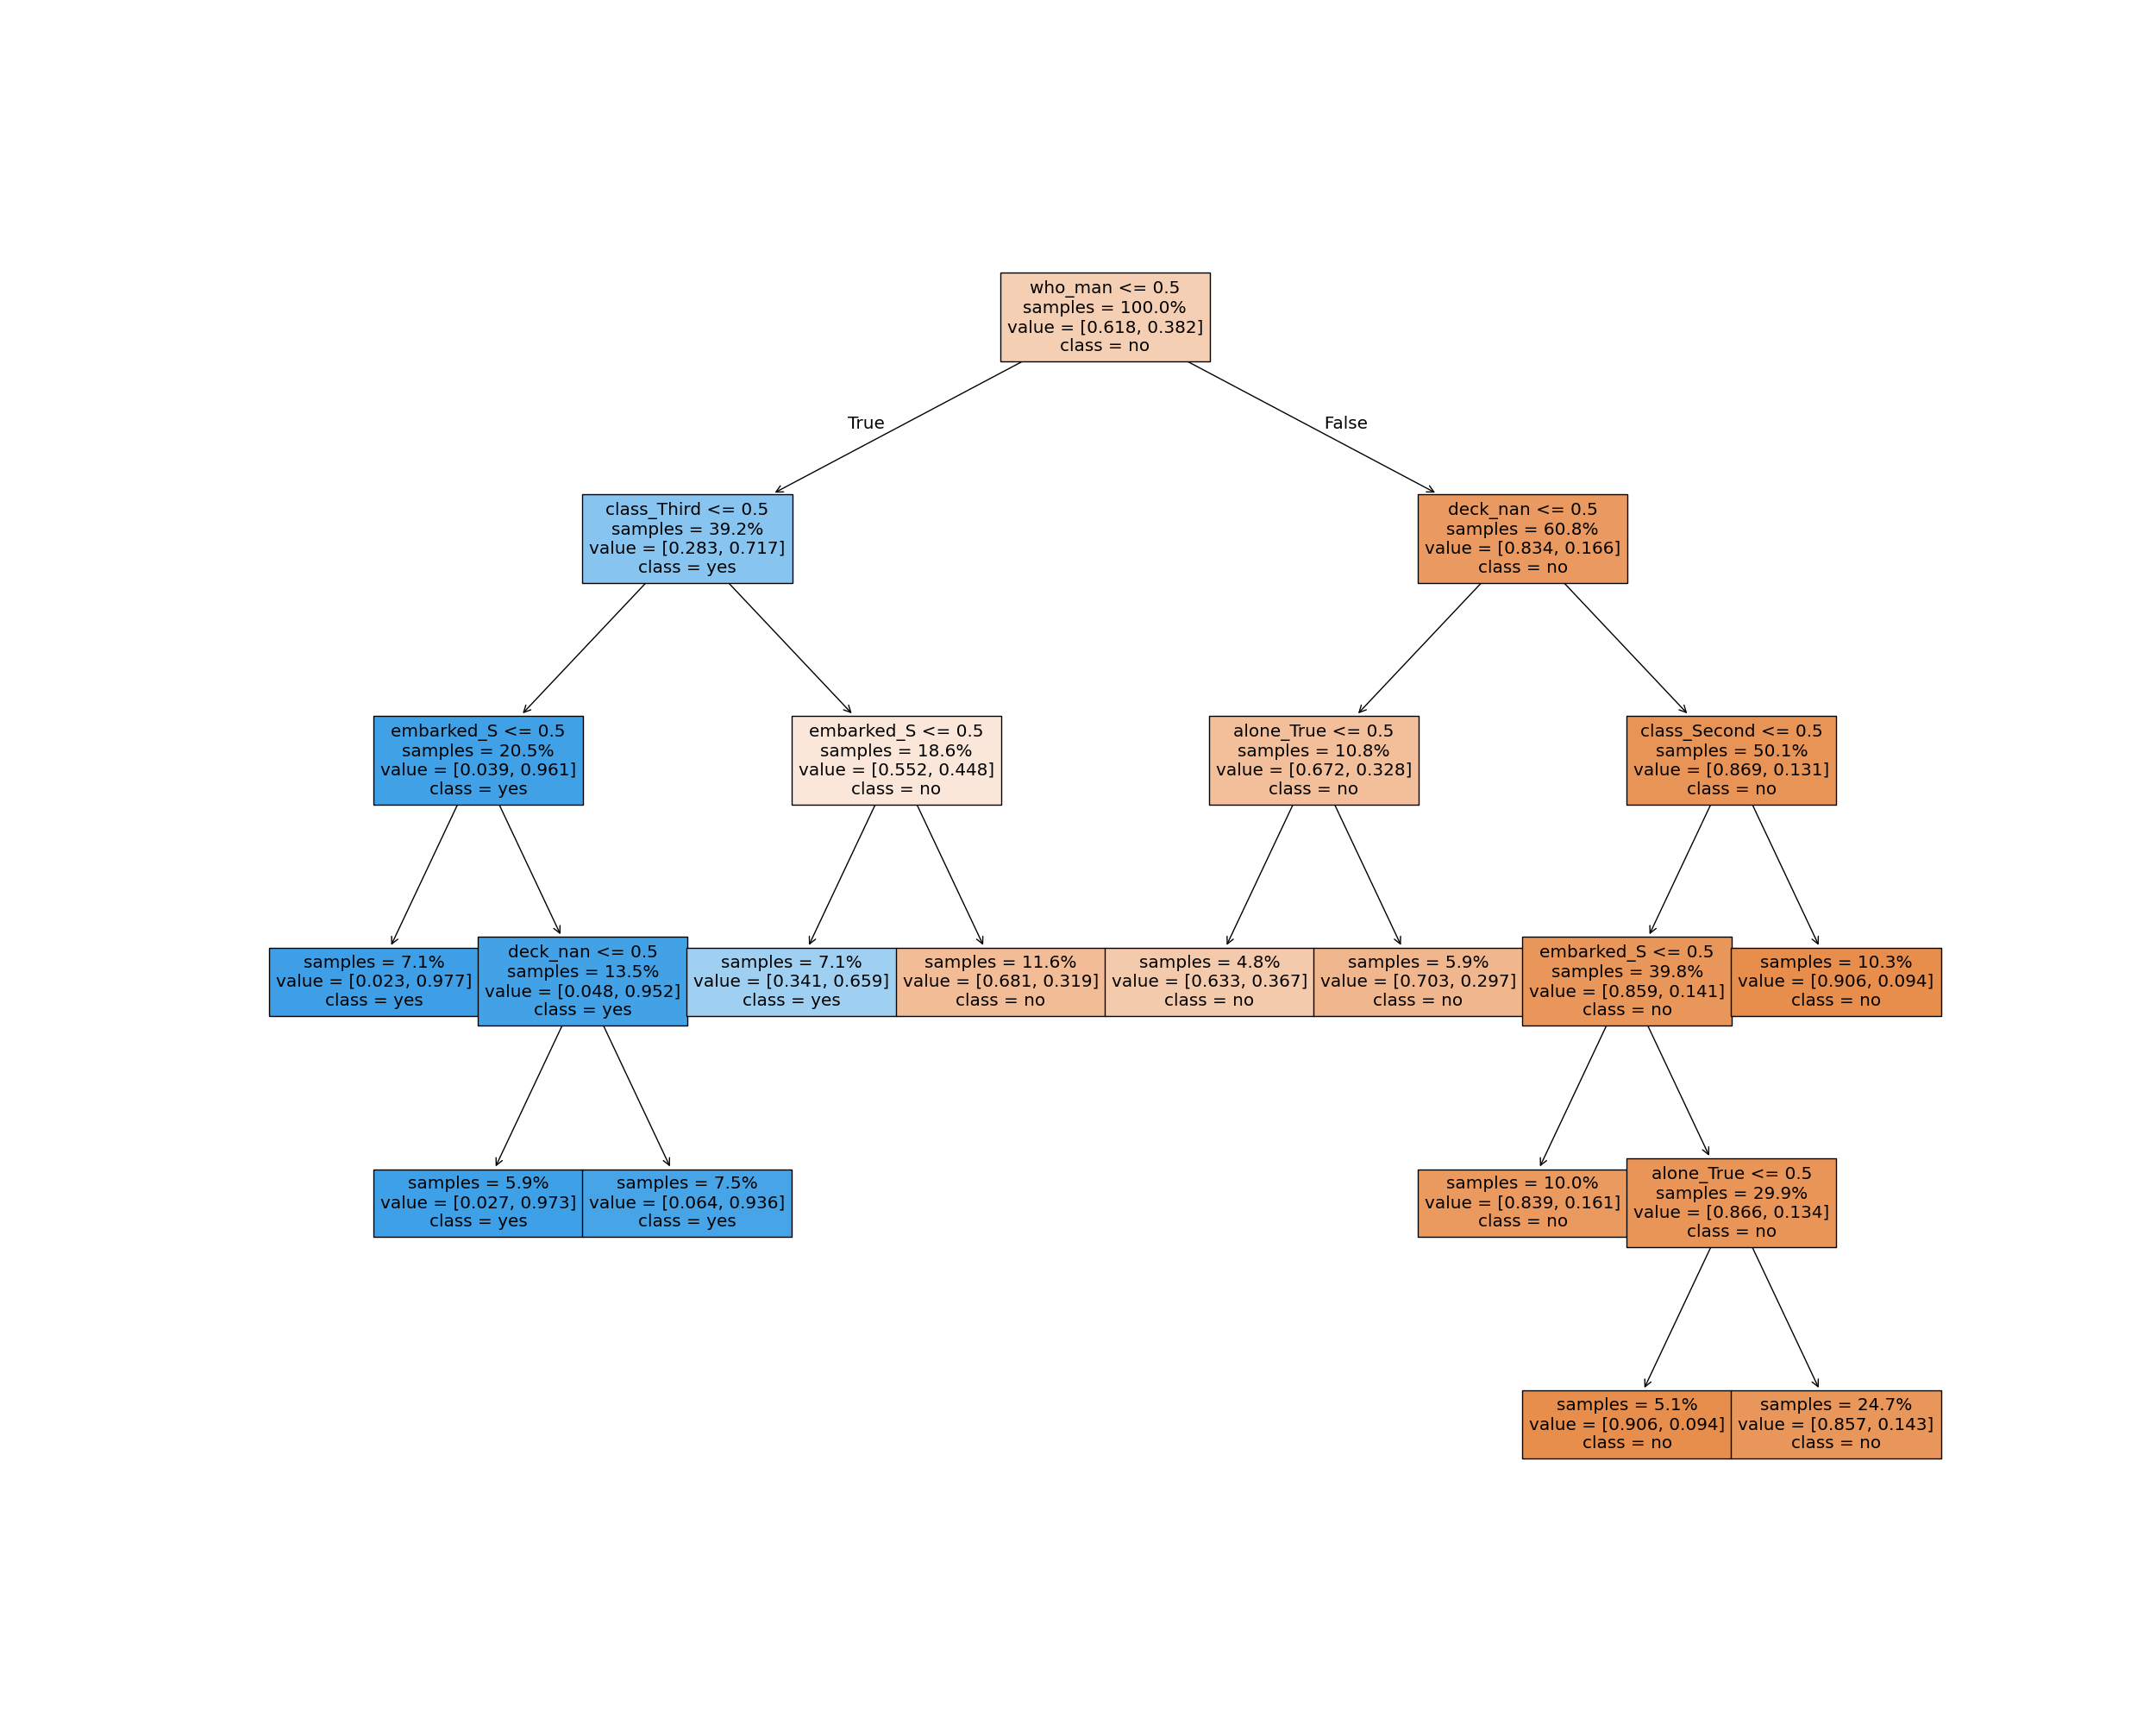 who_man <= 0.5
samples = 100.0%
value = [0.618, 0.382]
class = no
True
False
class_Third <= 0.5
samples = 39.2%
value = [0.283, 0.717]
class = yes
deck_nan <= 0.5
samples = 60.8%
value = [0.834, 0.166]
class = no
embarked_S <= 0.5
samples = 20.5%
value = [0.039, 0.961]
class = yes
embarked_S <= 0.5
samples = 18.6%
value = [0.552, 0.448]
class = no
alone_True <= 0.5
samples = 10.8%
value = [0.672, 0.328]
class = no
class_Second <= 0.5
samples = 50.1%
value = [0.869, 0.131]
class = no
samples = 7.1%
value = [0.023, 0.977]
class = yes
deck_nan <= 0.5
samples = 13.5%
value = [0.048, 0.952]
class = yes
samples = 7.1%
value = [0.341, 0.659]
class = yes
samples = 11.6%
value = [0.681, 0.319]
class = no
samples = 4.8%
value = [0.633, 0.367]
class = no
samples = 5.9%
value = [0.703, 0.297]
class = no
embarked_S <= 0.5
samples = 39.8%
value = [0.859, 0.141]
class = no
samples = 10.3%
value = [0.906, 0.094]
class = no
samples = 5.9%
value = [0.027, 0.973]
class = yes
samples = 7.5%
value = [0.064, 0.936]
class = yes
samples = 10.0%
value = [0.839, 0.161]
class = no
alone_True <= 0.5
samples = 29.9%
value = [0.866, 0.134]
class = no
samples = 5.1%
value = [0.906, 0.094]
class = no
samples = 24.7%
value = [0.857, 0.143]
class = no